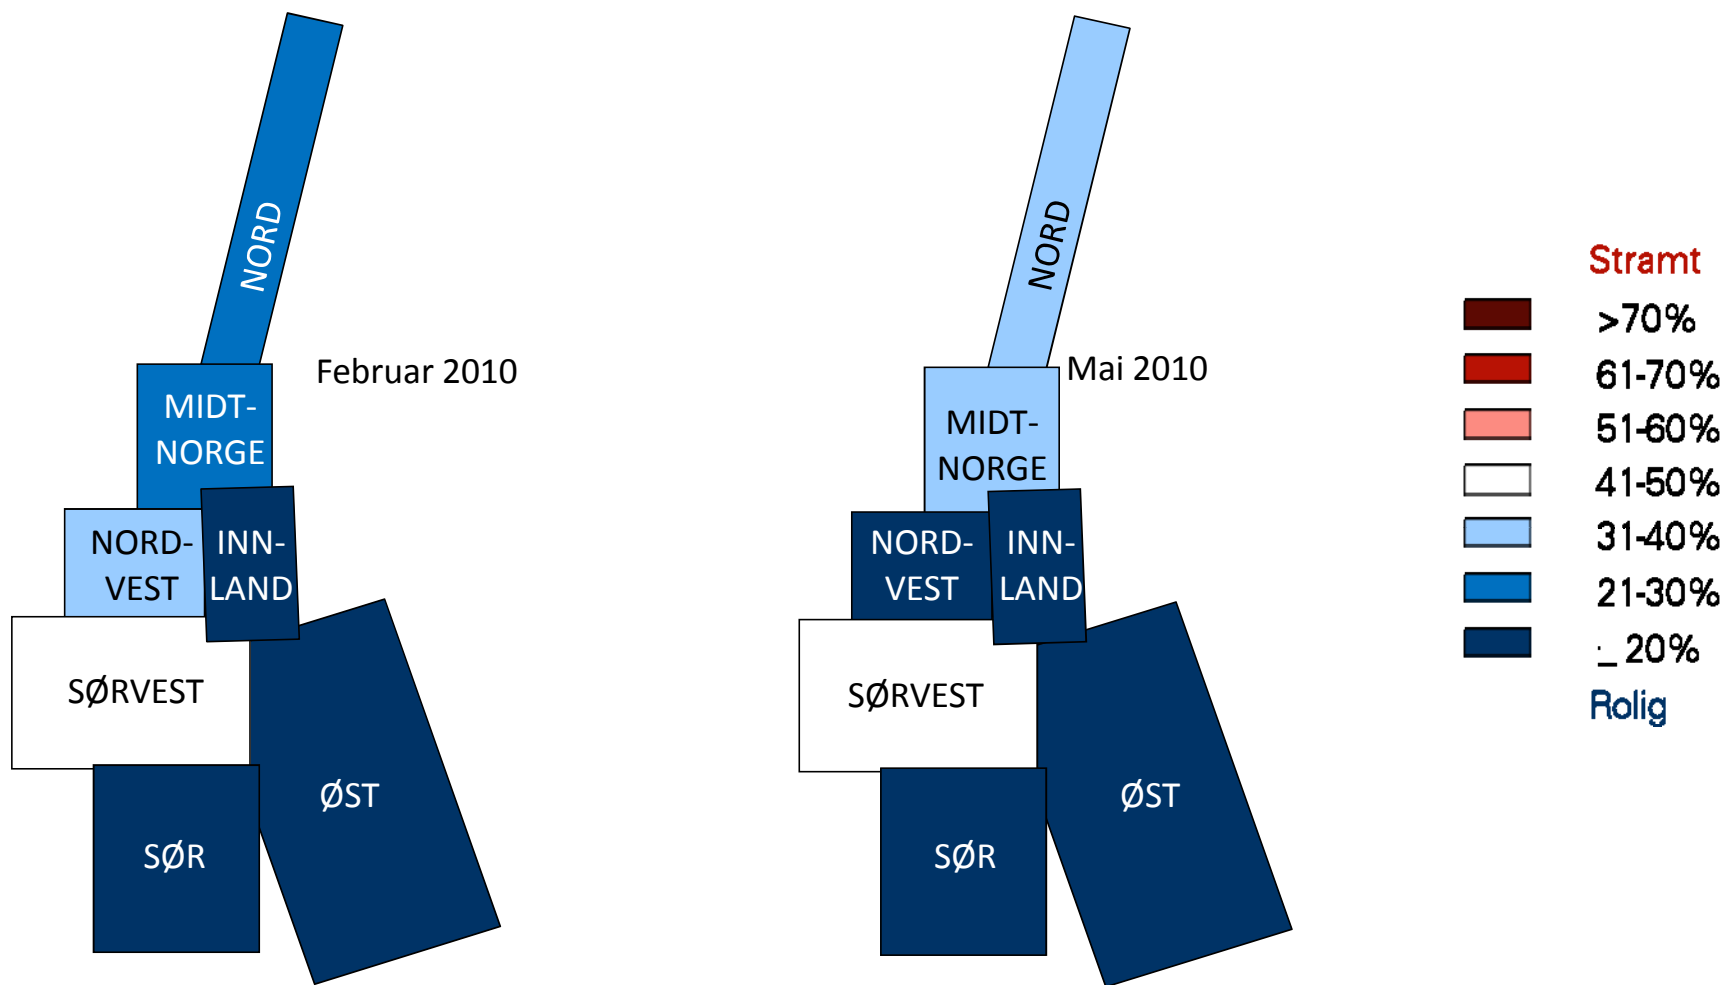 NORD
Februar 2010
MIDT-
NORGE
NORD-
VEST
INN-
LAND
SØRVEST
ØST
SØR
NORD
Mai 2010
MIDT-
NORGE
NORD-
VEST
INN-
LAND
SØRVEST
ØST
SØR
Stramt
>70%
61-70%
51-60%
41-50%
31-40%
21-30%
20%
Rolig